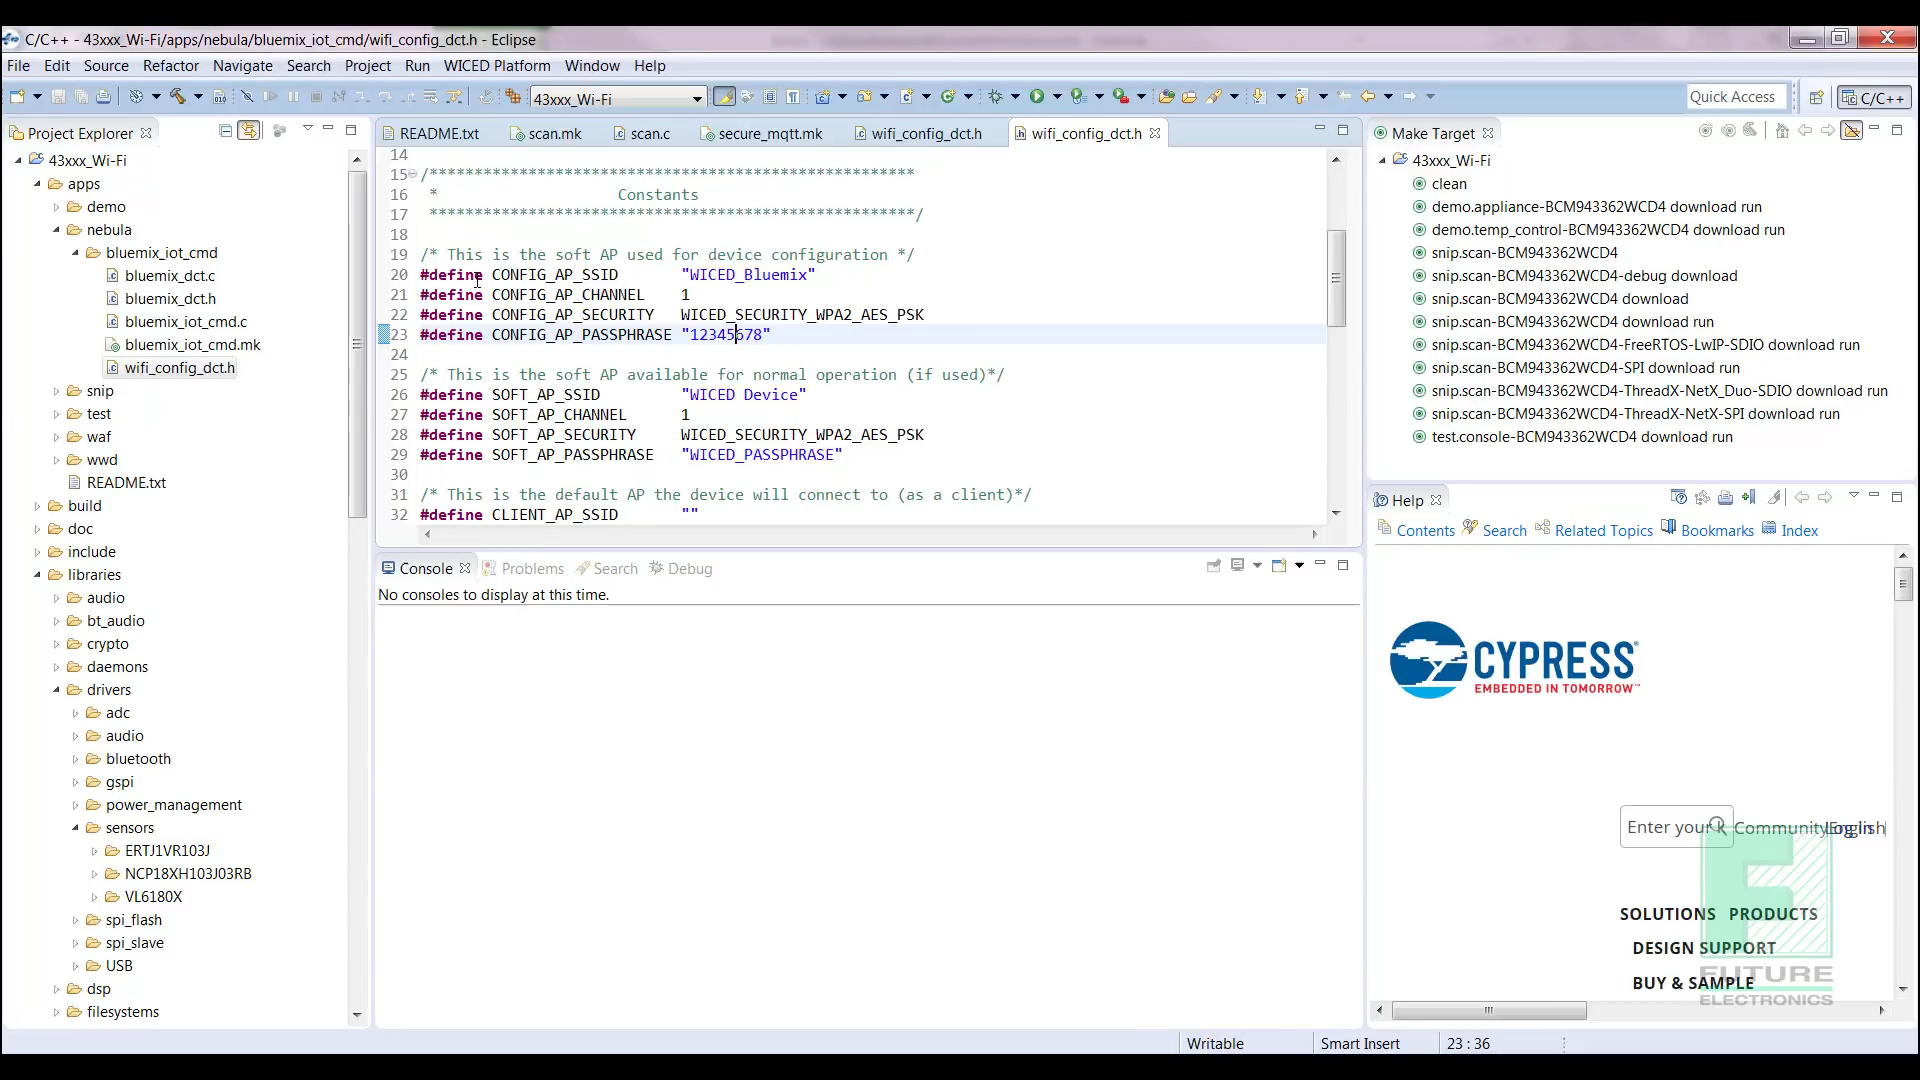 C/C++ - 43xxx_Wi-Fi/apps/nebula/bluemix_iot_cmd/wifi_config_dct.h - Eclipse
File Edit Source Refactor Navigate Search Project Run WICED Platform Window Help
43xxx_Wi-Fi
Quick Access
C/C++
Project Explorer
43xxx_Wi-Fi
apps
demo
nebula
bluemix_iot_cmd
bluemix_dct.c
bluemix_dct.h
bluemix_iot_cmd.c
bluemix_iot_cmd.mk
wifi_config_dct.h
snip
test
waf
wwd
README.txt
build
doc
include
libraries
audio
bt_audio
crypto
daemons
drivers
adc
audio
bluetooth
gspi
power_management
sensors
ERTJ1VR103J
NCP18XH103J03RB
VL6180X
spi_flash
spi_slave
USB
dsp
filesystems
README.txt scan.mk scan.c secure_mqtt.mk wifi_config_dct.h wifi_config_dct.h
14
15 /******************************************************
16 * Constants
17 ******************************************************/
18
19 /* This is the soft AP used for device configuration */
20 #define CONFIG_AP_SSID "WICED_Bluemix"
21 #define CONFIG_AP_CHANNEL 1
22 #define CONFIG_AP_SECURITY WICED_SECURITY_WPA2_AES_PSK
23 #define CONFIG_AP_PASSPHRASE "12345678"
24
25 /* This is the soft AP available for normal operation (if used)*/
26 #define SOFT_AP_SSID "WICED Device"
27 #define SOFT_AP_CHANNEL 1
28 #define SOFT_AP_SECURITY WICED_SECURITY_WPA2_AES_PSK
29 #define SOFT_AP_PASSPHRASE "WICED_PASSPHRASE"
30
31 /* This is the default AP the device will connect to (as a client)*/
32 #define CLIENT_AP_SSID ""
Console Problems Search Debug
No consoles to display at this time.
Make Target
43xxx_Wi-Fi
clean
demo.appliance-BCM943362WCD4 download run
demo.temp_control-BCM943362WCD4 download run
snip.scan-BCM943362WCD4
snip.scan-BCM943362WCD4-debug download
snip.scan-BCM943362WCD4 download
snip.scan-BCM943362WCD4 download run
snip.scan-BCM943362WCD4-FreeRTOS-LwIP-SDIO download run
snip.scan-BCM943362WCD4-SPI download run
snip.scan-BCM943362WCD4-ThreadX-NetX_Duo-SDIO download run
snip.scan-BCM943362WCD4-ThreadX-NetX-SPI download run
test.console-BCM943362WCD4 download run
Help
Contents Search Related Topics Bookmarks Index
CYPRESS
EMBEDDED IN TOMORROW™
Enter your k Community English
SOLUTIONS PRODUCTS
DESIGN SUPPORT
BUY & SAMPLE
FUTURE
ELECTRONICS
Writable Smart Insert 23 : 36